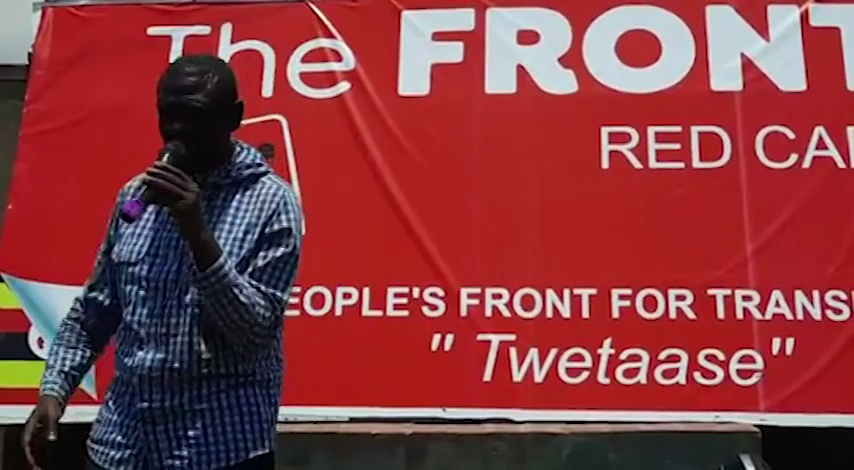 The FRONT
RED CA
EOPLE'S FRONT FOR TRANS
" Twetaase "